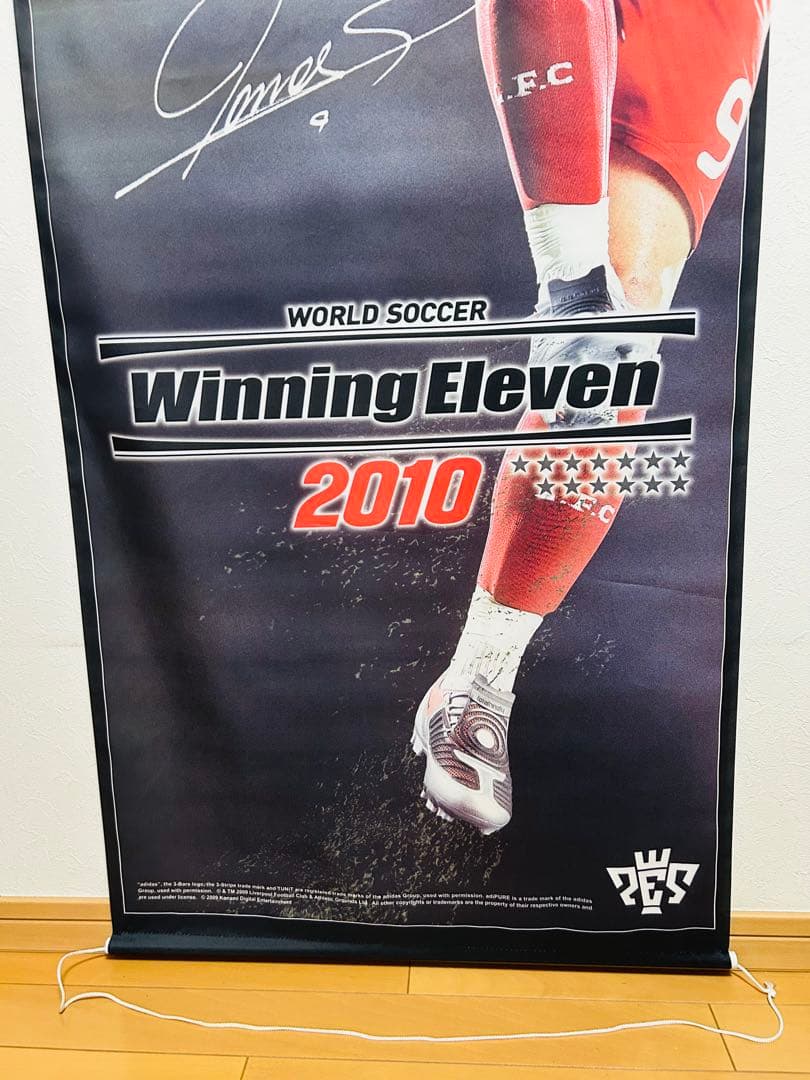 .F.C
9
9
WORLD SOCCER
Winning Eleven
2010
.F.C
"adidas", the 3-Bars logo, the 3-Stripe trade mark and TUNiT are registered trade marks of the adidas Group, used with permission. adiPURE is a trade mark of the adidas
Group, used with permission. © & TM 2009 Liverpool Football Club & Athletic Grounds Ltd. All other copyrights or trademarks are the property of their respective owners and
are used under license. © 2009 Konami Digital Entertainment
PES